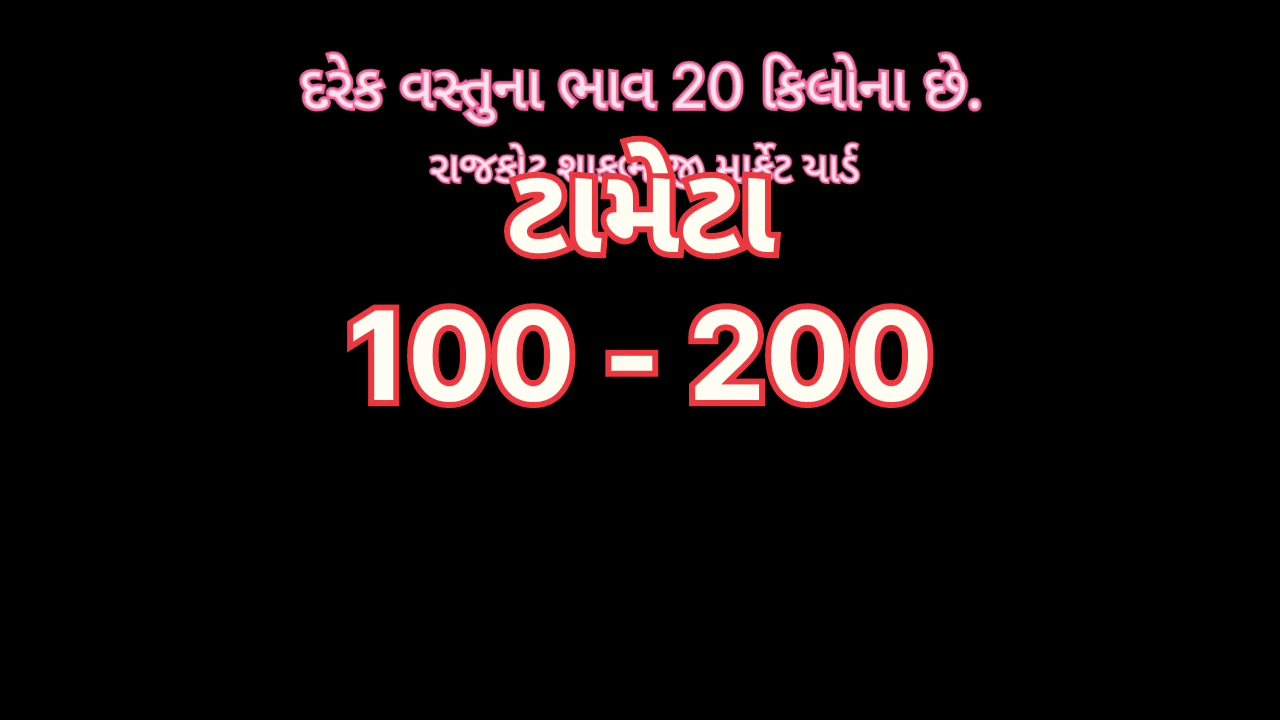 દરેક વસ્તુના ભાવ 20 કિલોના છે.
રાજકોટ શાકભાજી માર્કેટ યાર્ડ
ટામેટા
100 - 200